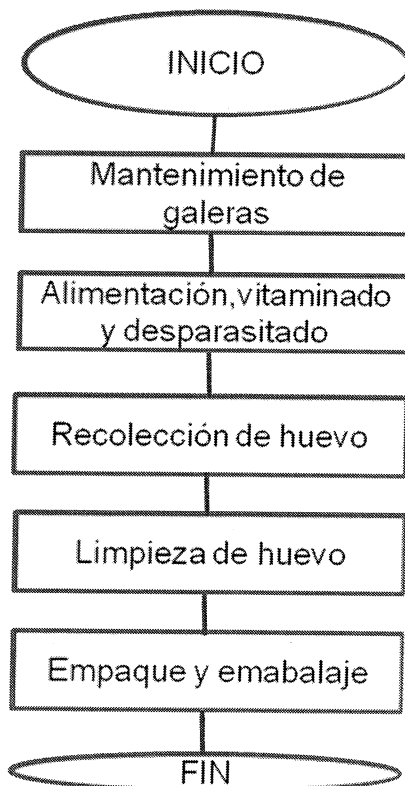 INICIO
Mantenimiento de
galeras
Alimentación,vitaminado
y desparasitado
Recolección de huevo
Limpieza de huevo
Empaque y emabalaje
FIN